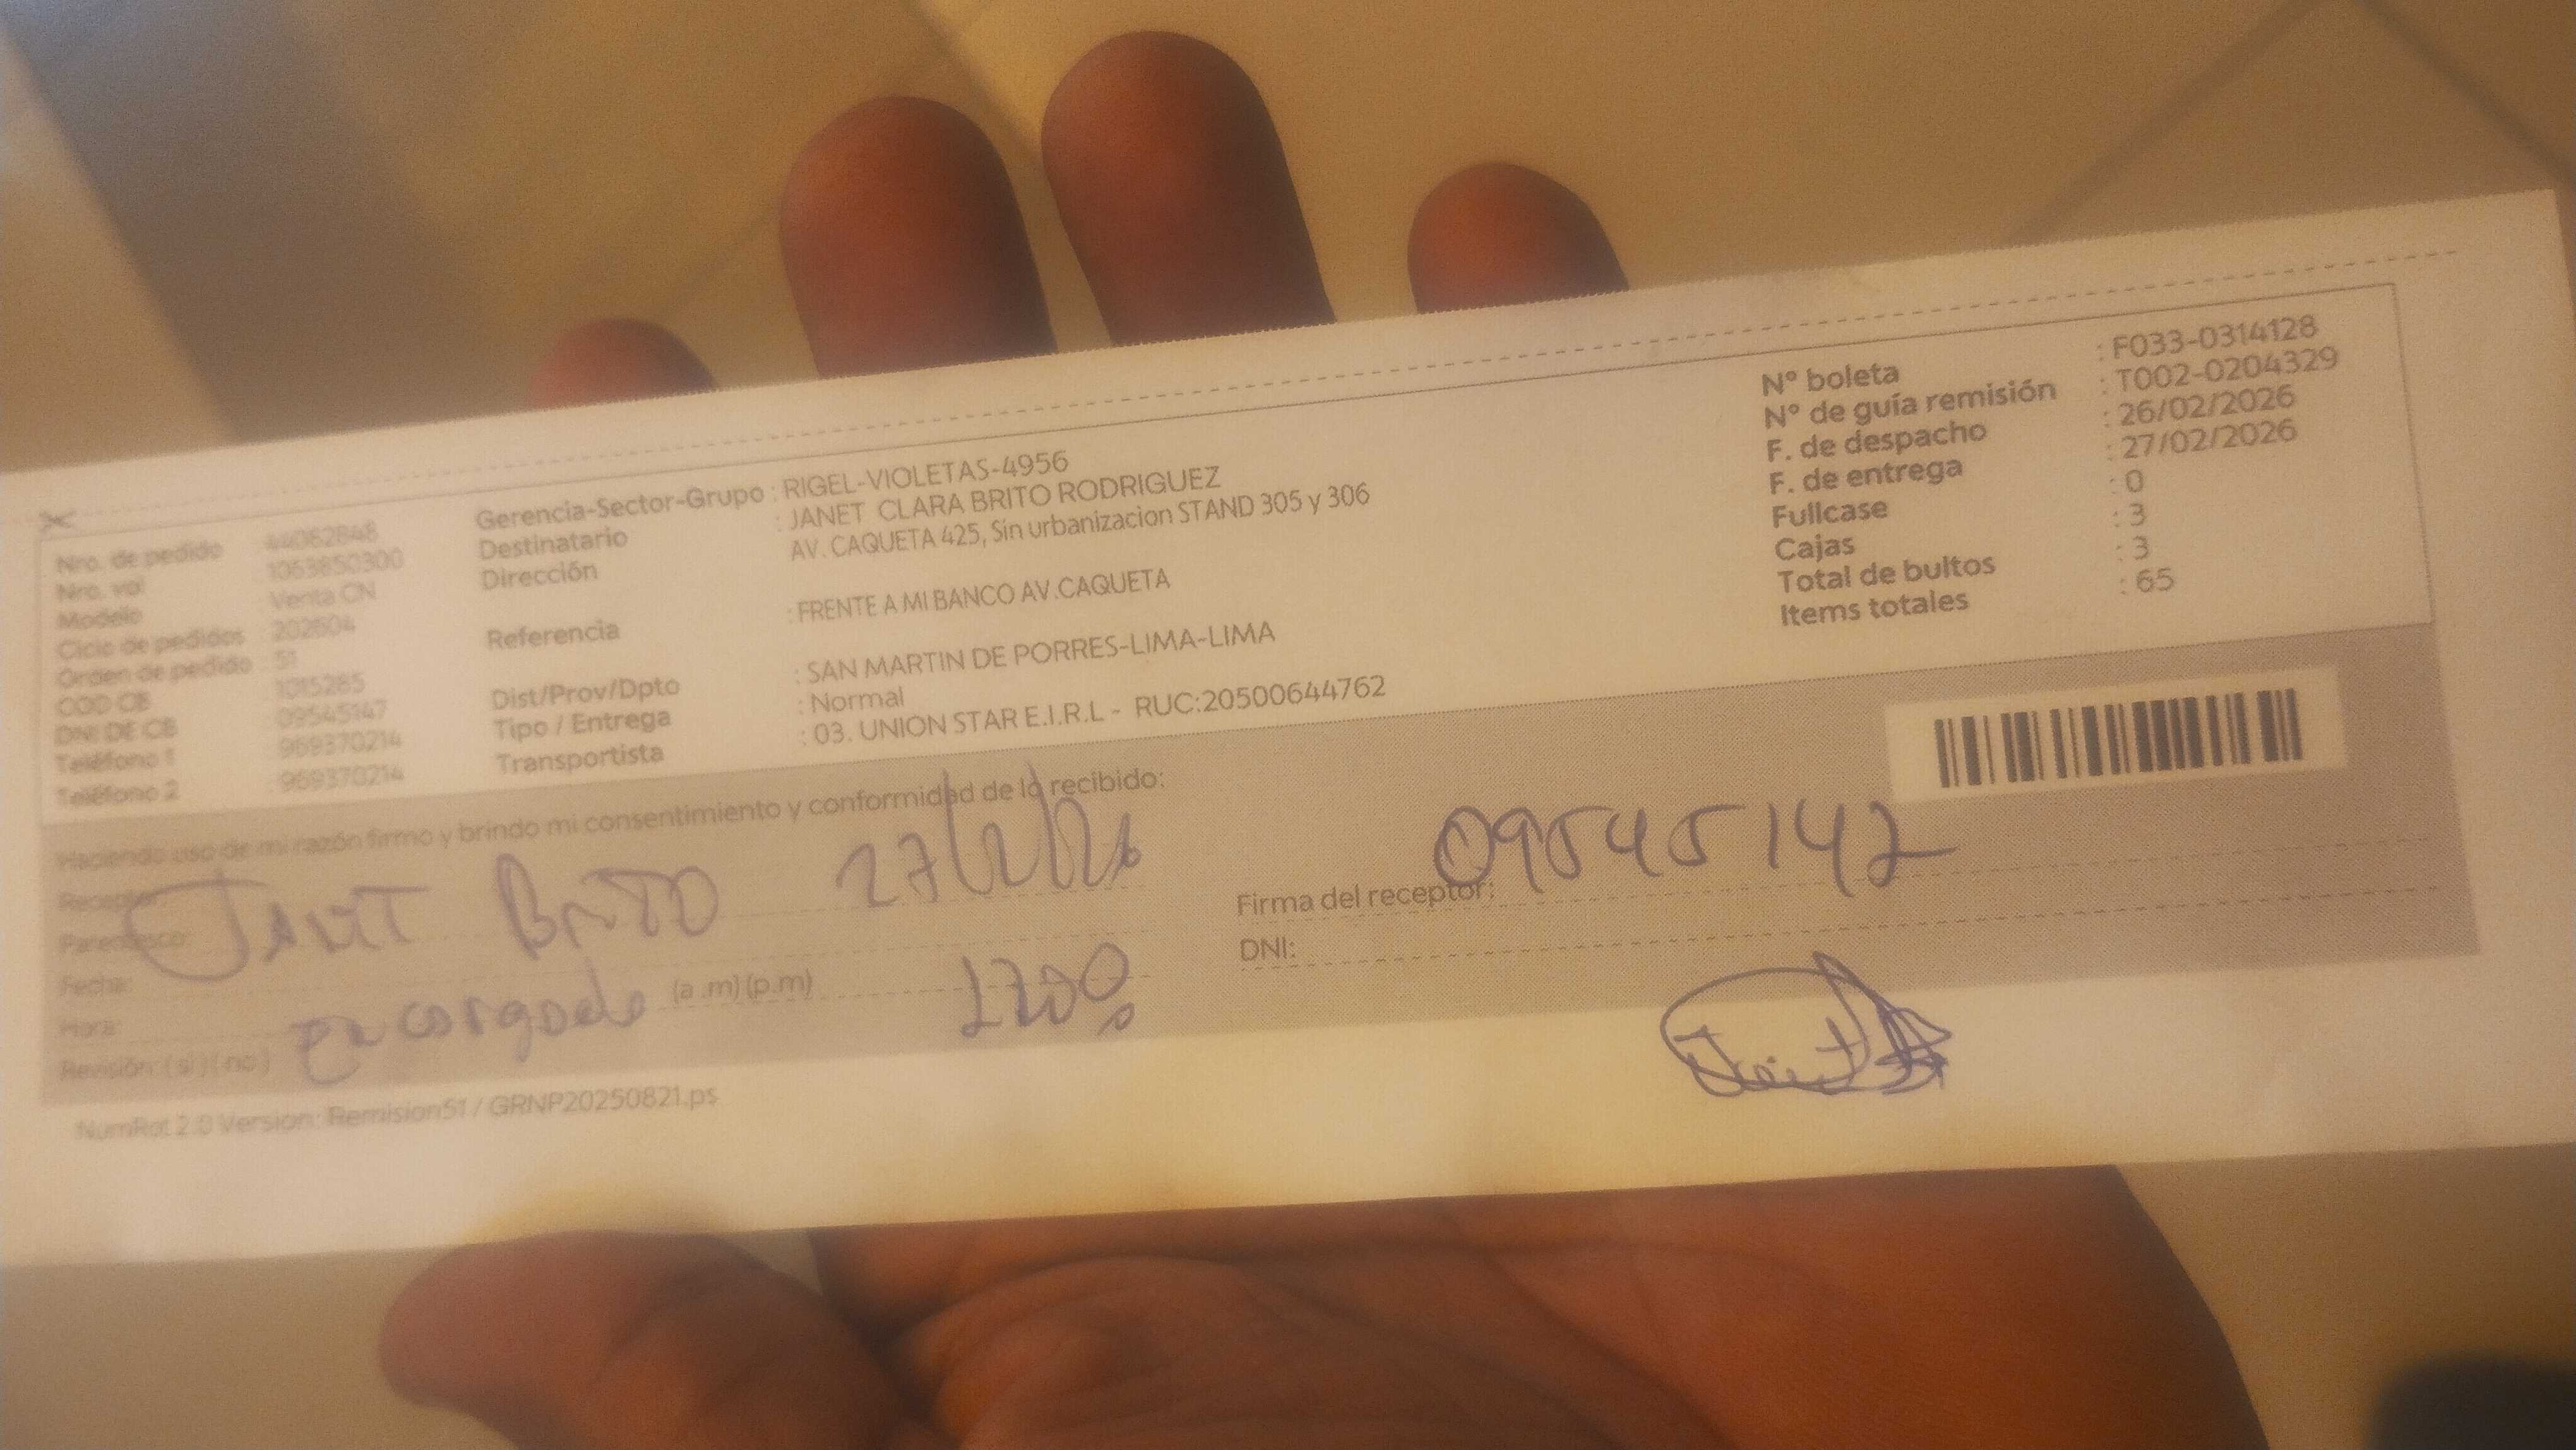 Nro. de pedido 44062848
Nro. vol 1063850300
Modelo Venta CN
Ciclo de pedidos 202604
Orden de pedido : 51
COD CB 1015285
DNI DE CB 09545147
Teléfono 1 969370214
Teléfono 2 969370214
Gerencia-Sector-Grupo : RIGEL-VIOLETAS-4956
Destinatario : JANET CLARA BRITO RODRIGUEZ
Dirección AV. CAQUETA 425, Sin urbanizacion STAND 305 y 306
Referencia : FRENTE A MI BANCO AV.CAQUETA
Dist/Prov/Dpto : SAN MARTIN DE PORRES-LIMA-LIMA
Tipo / Entrega : Normal
Transportista : 03. UNION STAR E.I.R.L - RUC:20500644762
N° boleta : F033-0314128
N° de guía remisión : T002-0204329
F. de despacho : 26/02/2026
F. de entrega : 27/02/2026
Fullcase : 0
Cajas : 3
Total de bultos : 3
Items totales : 65
Haciendo uso de mi razón firmo y brindo mi consentimiento y conformidad de lo recibido:
Receptor:
Parentesco:
Fecha:
Hora: (a .m) (p.m)
Revisión: ( si ) ( no )
Brito 27/2/26
encargado
Firma del receptor: 09545147
DNI:
NumRot 2.0 Version: Remision51 / GRNP20250821.ps